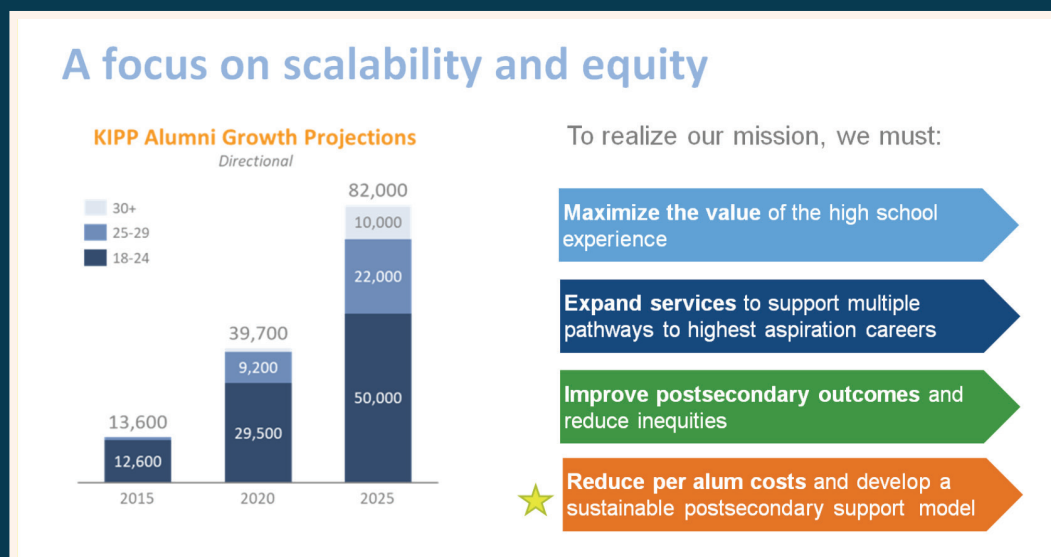 A focus on scalability and equity
KIPP Alumni Growth Projections
Directional
30+
25-29
18-24
13,600
12,600
2015
39,700
9,200
29,500
2020
82,000
10,000
22,000
50,000
2025
To realize our mission, we must:
Maximize the value of the high school
experience
Expand services to support multiple
pathways to highest aspiration careers
Improve postsecondary outcomes and
reduce inequities
Reduce per alum costs and develop a
sustainable postsecondary support model